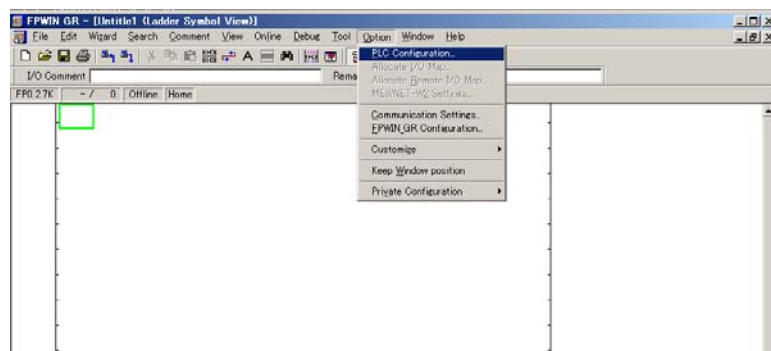 FPWIN GR - [Untitle1 (Ladder Symbol View)]
File Edit Wizard Search Comment View Online Debug Tool Option Window Help
I/O Comment
Rema
FP0 2.7K - / 0 Offline Home
PLC Configuration...
Allocate I/O Map...
Allocate Remote I/O Map...
MEWNET-W2 Settings...
Communication Settings...
FPWIN_GR Configuration...
Customize
Keep Window position
Private Configuration